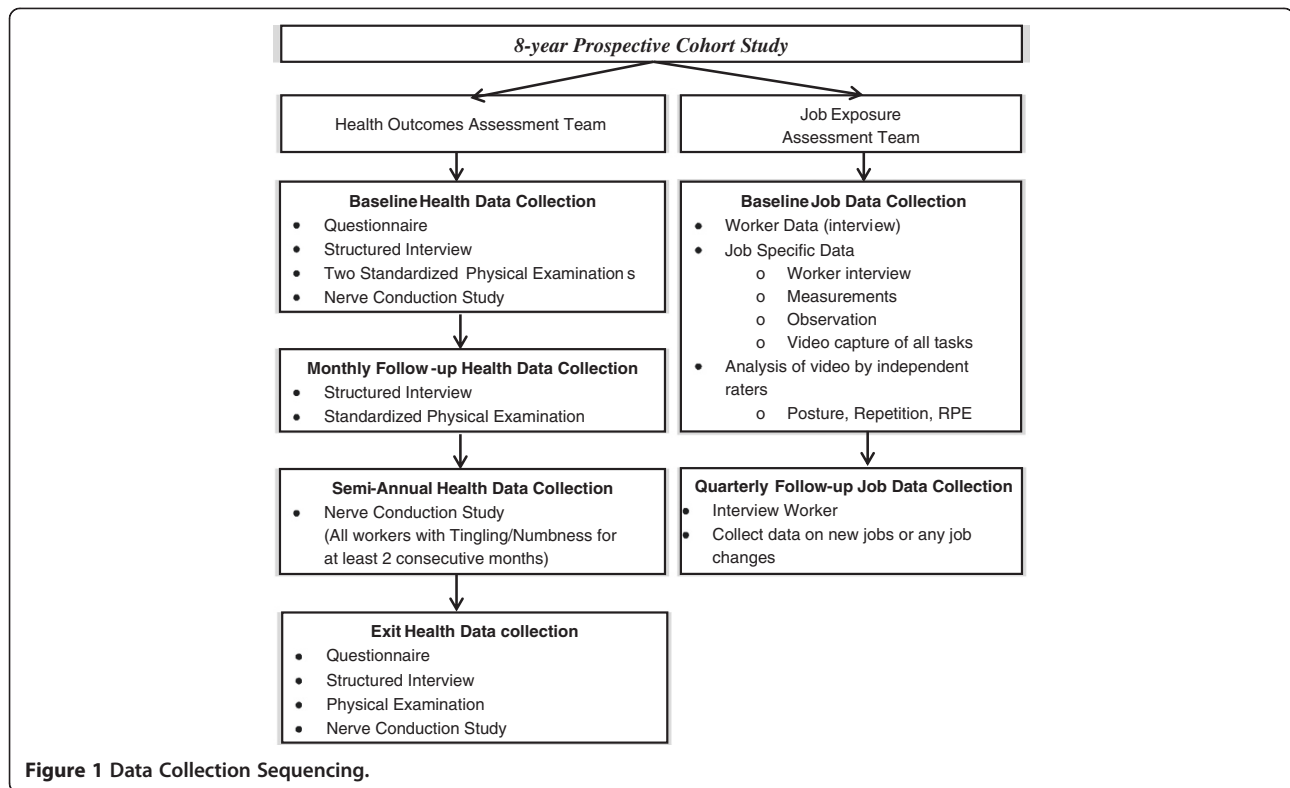 8-year Prospective Cohort Study
Health Outcomes Assessment Team
Job Exposure
Assessment Team
Baseline Health Data Collection
• Questionnaire
• Structured Interview
• Two Standardized Physical Examinations
• Nerve Conduction Study
Monthly Follow-up Health Data Collection
• Structured Interview
• Standardized Physical Examination
Semi-Annual Health Data Collection
• Nerve Conduction Study
(All workers with Tingling/Numbness for
at least 2 consecutive months)
Exit Health Data collection
• Questionnaire
• Structured Interview
• Physical Examination
• Nerve Conduction Study
Baseline Job Data Collection
• Worker Data (interview)
• Job Specific Data
o Worker interview
o Measurements
o Observation
o Video capture of all tasks
• Analysis of video by independent
raters
o Posture, Repetition, RPE
Quarterly Follow-up Job Data Collection
• Interview Worker
• Collect data on new jobs or any job
changes
Figure 1 Data Collection Sequencing.